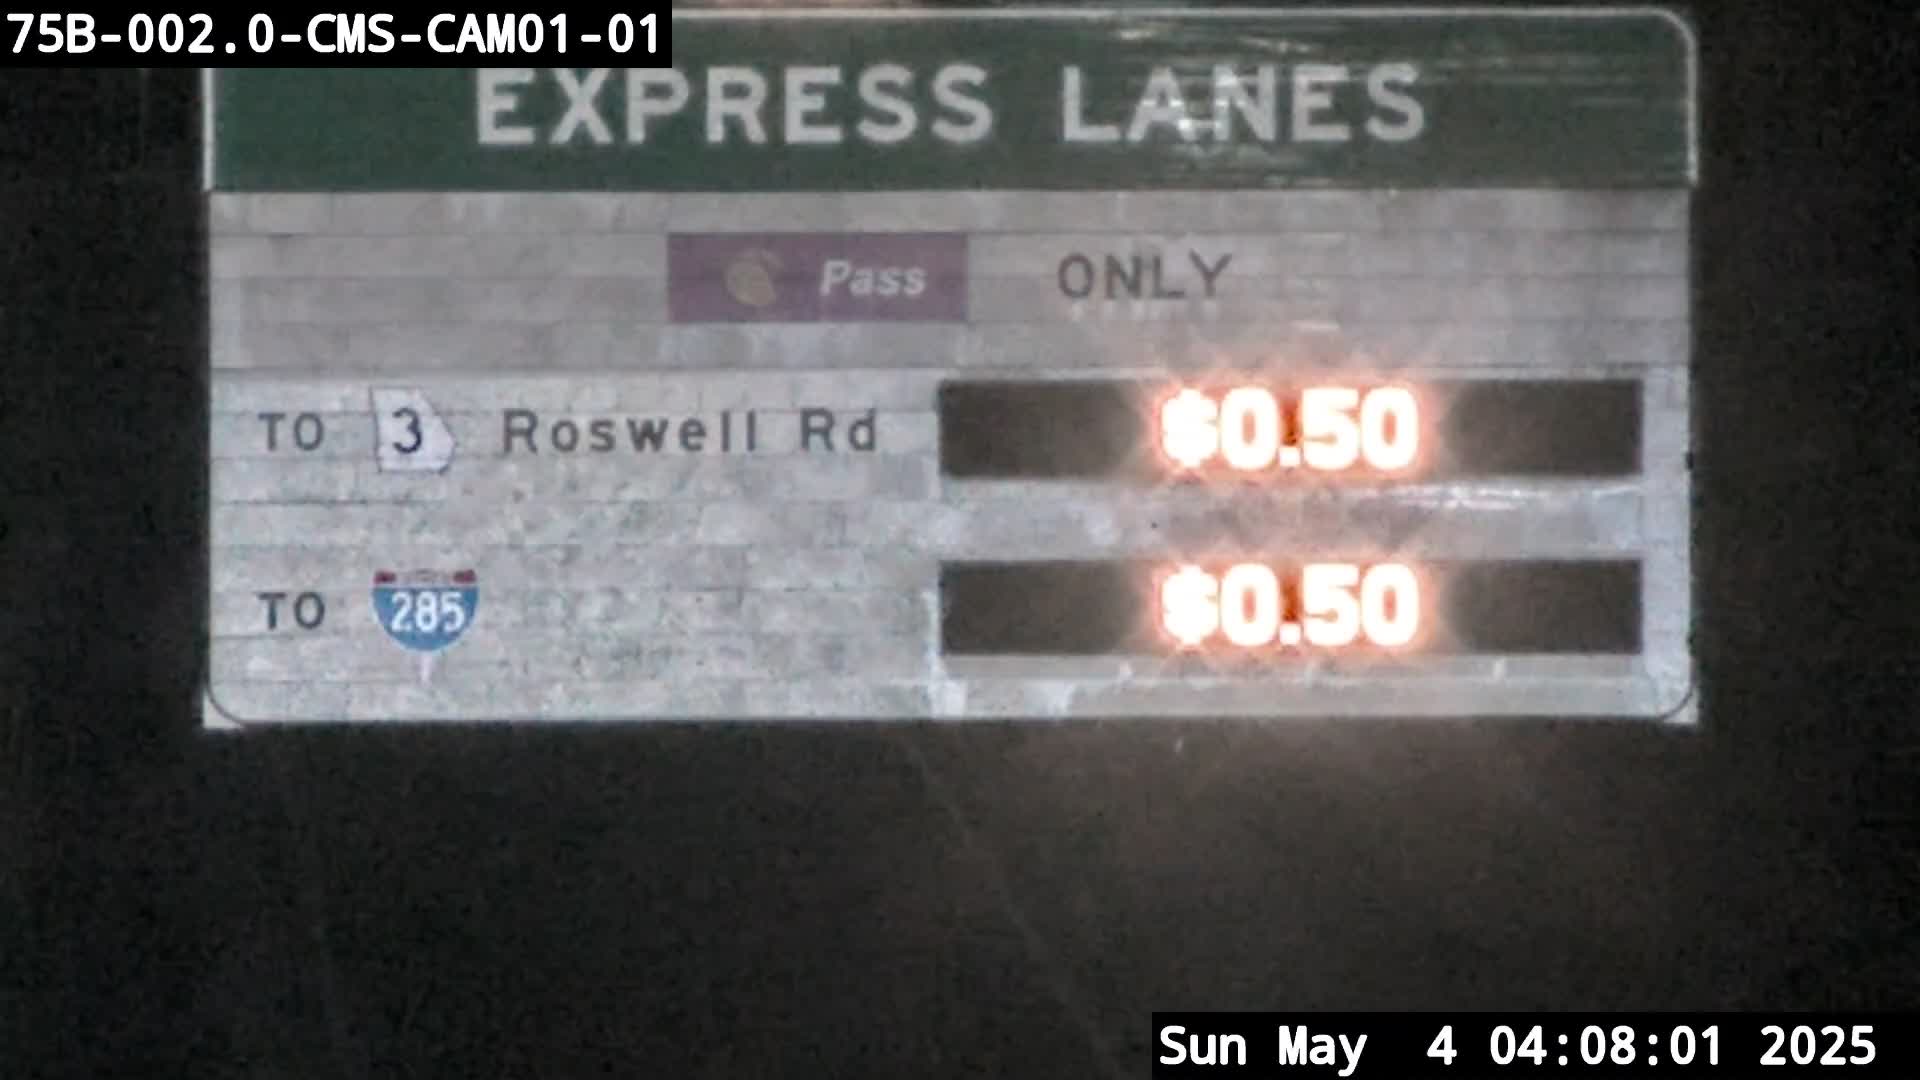 75B-002.0-CMS-CAM01-01
EXPRESS LANES
Pass ONLY
TO 3 Roswell Rd $0.50
TO 285 $0.50
Sun May 4 04:08:01 2025